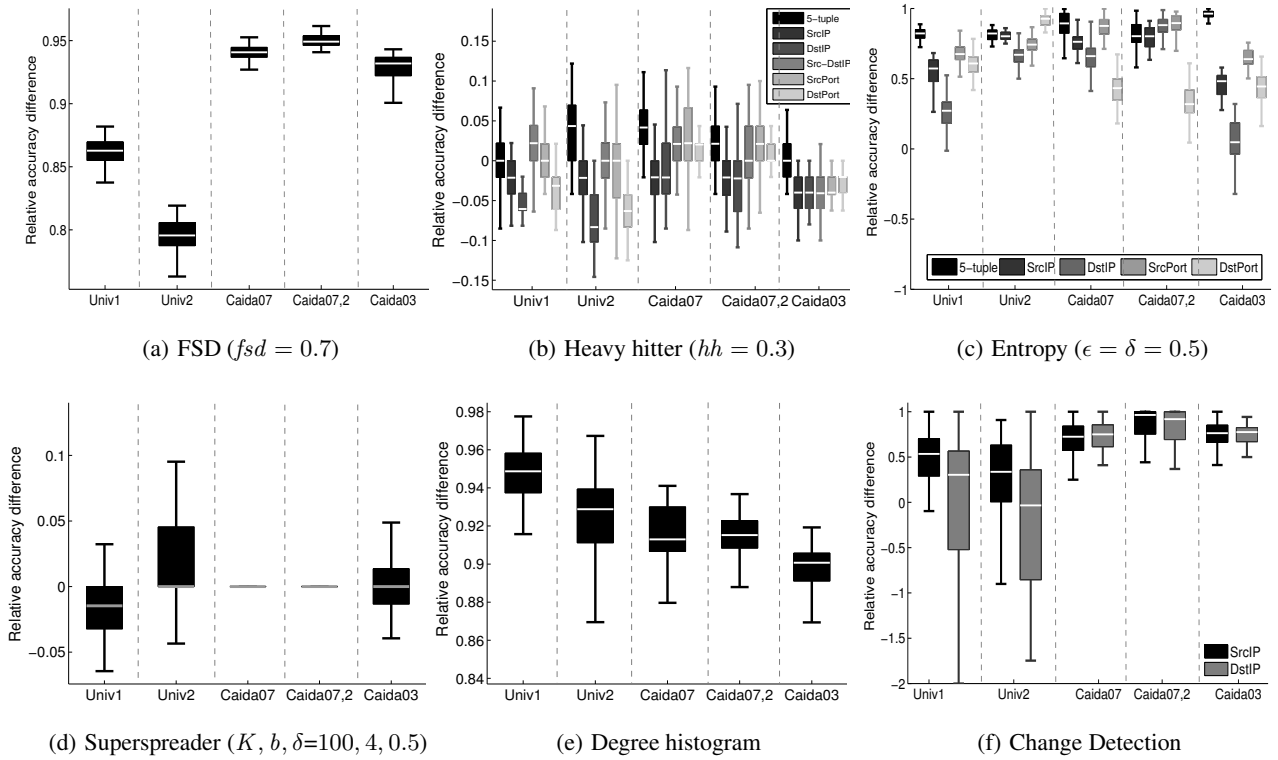 Relative accuracy difference
0.95
0.9
0.85
0.8
Univ1 Univ2 Caida07 Caida07,2 Caida03
(a) FSD (fsd = 0.7)
Relative accuracy difference
0.15
0.1
0.05
0
−0.05
−0.1
−0.15
5−tuple
SrcIP
DstIP
Src−DstIP
SrcPort
DstPort
Univ1 Univ2 Caida07 Caida07,2 Caida03
(b) Heavy hitter (hh = 0.3)
Relative accuracy difference
1
0.5
0
0.5
−1
5−tuple SrcIP DstIP SrcPort DstPort
Univ1 Univ2 Caida07 Caida07,2 Caida03
(c) Entropy (ϵ = δ = 0.5)
Relative accuracy difference
0.1
0.05
0
−0.05
Univ1 Univ2 Caida07 Caida07,2 Caida03
(d) Superspreader (K, b, δ=100, 4, 0.5)
Relative accuracy difference
0.98
0.96
0.94
0.92
0.9
0.88
0.86
0.84
Univ1 Univ2 Caida07 Caida07,2 Caida03
(e) Degree histogram
Relative accuracy difference
1
0.5
0
−0.5
−1
−1.5
−2
SrcIP
DstIP
Univ1 Univ2 Caida07 Caida07,2 Caida03
(f) Change Detection